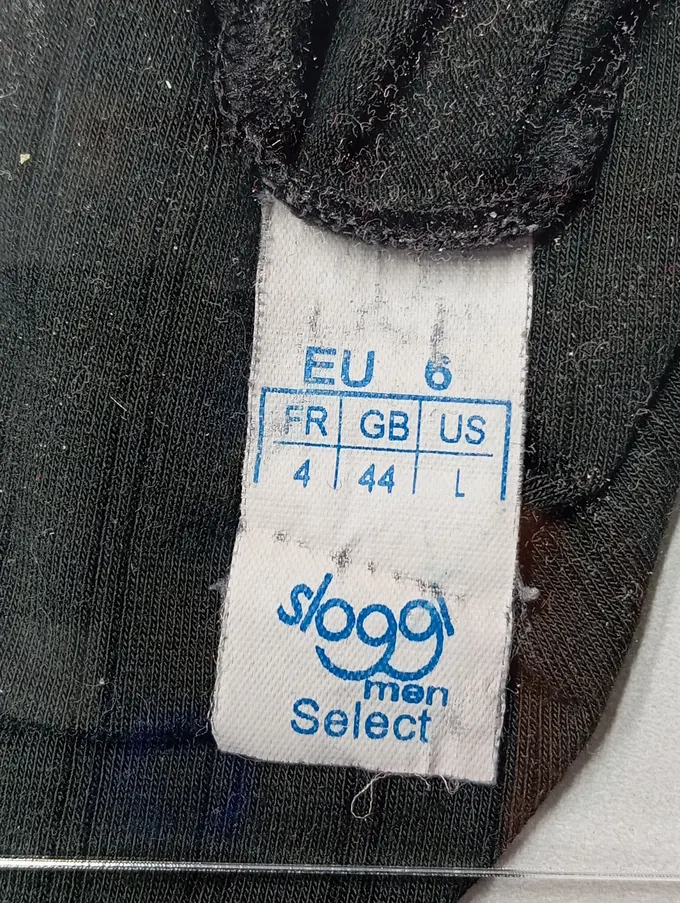 EU 6
FR GB US
4 44 L
sloggi
men
Select